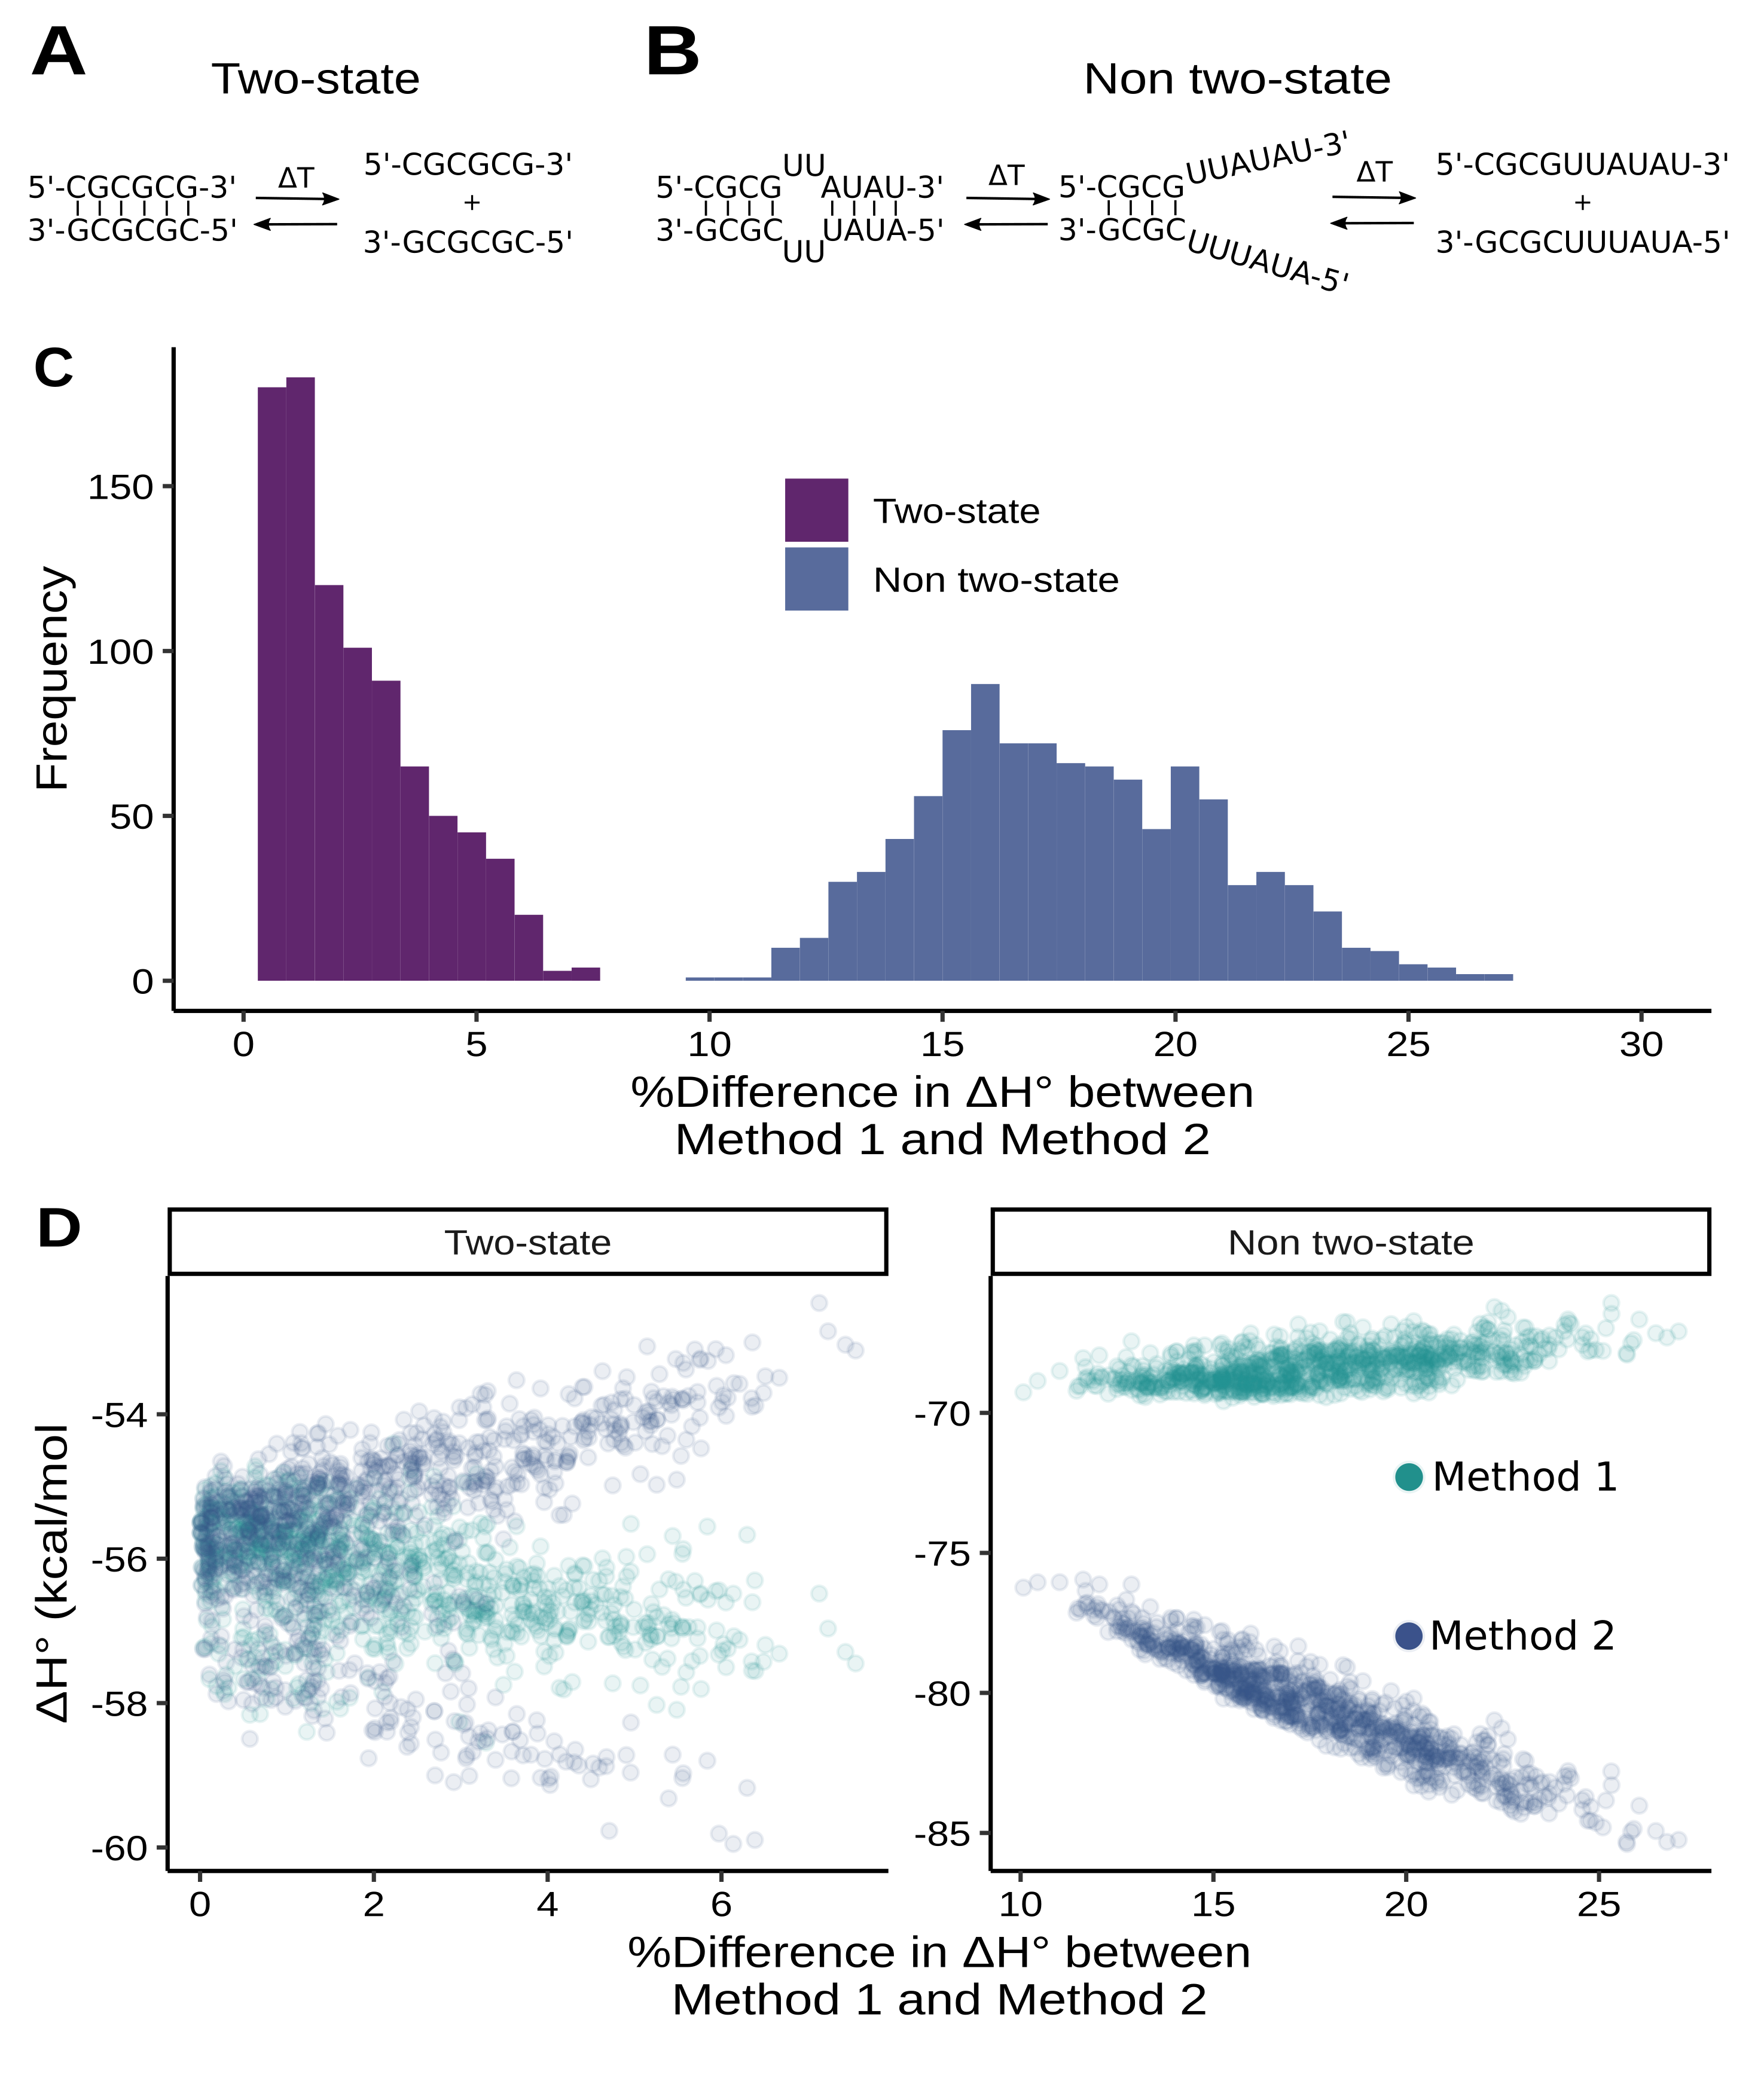 A
Two-state
5'-CGCGCG-3'
3'-GCGCGC-5'
ΔT
5'-CGCGCG-3'
+
3'-GCGCGC-5'
B
Non two-state
5'-CGCG UU AUAU-3'
3'-GCGC UU UAUA-5'
ΔT
5'-CGCG UUAUAU-3'
3'-GCGC UUUAUA-5'
ΔT
5'-CGCGUUAUAU-3'
+
3'-GCGCUUUAUA-5'
C
Frequency
150
100
50
0
Two-state
Non two-state
0 5 10 15 20 25 30
%Difference in ΔH° between
Method 1 and Method 2
D
Two-state
Non two-state
ΔH° (kcal/mol
-54
-56
-58
-60
0 2 4 6
-70
-75
-80
-85
Method 1
Method 2
10 15 20 25
%Difference in ΔH° between
Method 1 and Method 2